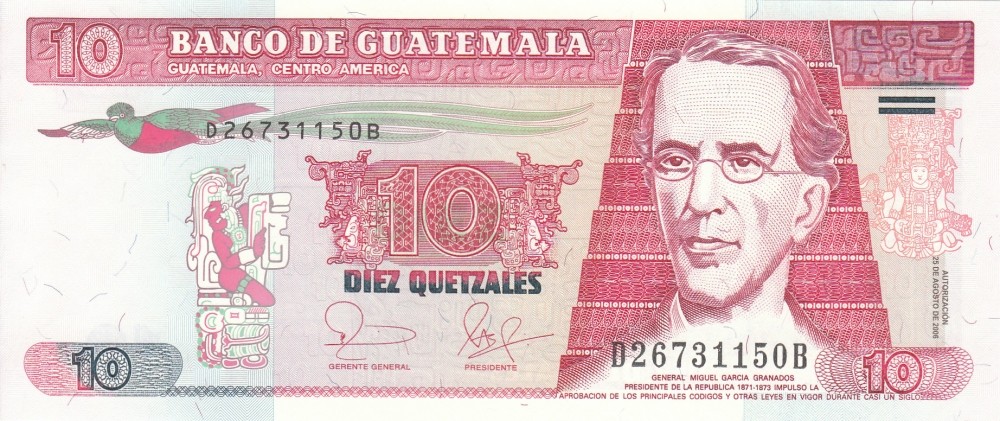 10
BANCO DE GUATEMALA
GUATEMALA, CENTRO AMERICA
D26731150B
10
DIEZ QUETZALES
GERENTE GENERAL
PRESIDENTE
10
AUTORIZACIÓN
25 DE AGOSTO DE 2006
D26731150B
10
GENERAL MIGUEL GARCIA GRANADOS
PRESIDENTE DE LA REPUBLICA 1871-1873 IMPULSO LA
APROBACION DE LOS PRINCIPALES CODIGOS Y OTRAS LEYES EN VIGOR DURANTE CASI UN SIGLO